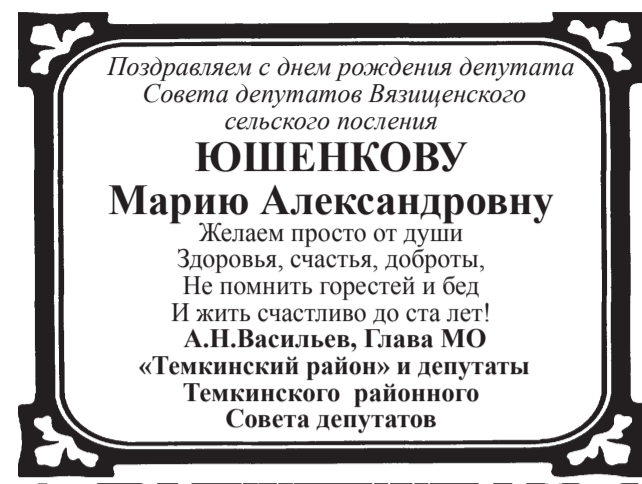 Поздравляем с днем рождения депутата
Совета депутатов Вязищенского
сельского посления
ЮШЕНКОВУ
Марию Александровну
Желаем просто от души
Здоровья, счастья, доброты,
Не помнить горестей и бед
И жить счастливо до ста лет!
А.Н.Васильев, Глава МО
«Темкинский район» и депутаты
Темкинского районного
Совета депутатов